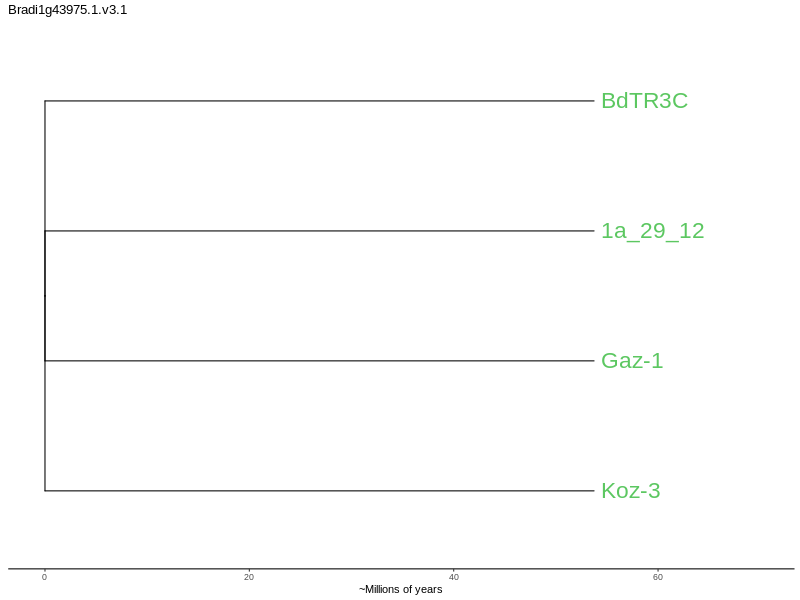 Bradi1g43975.1.v3.1
BdTR3C
1a_29_12
Gaz-1
Koz-3
0 20 40 60
~Millions of years